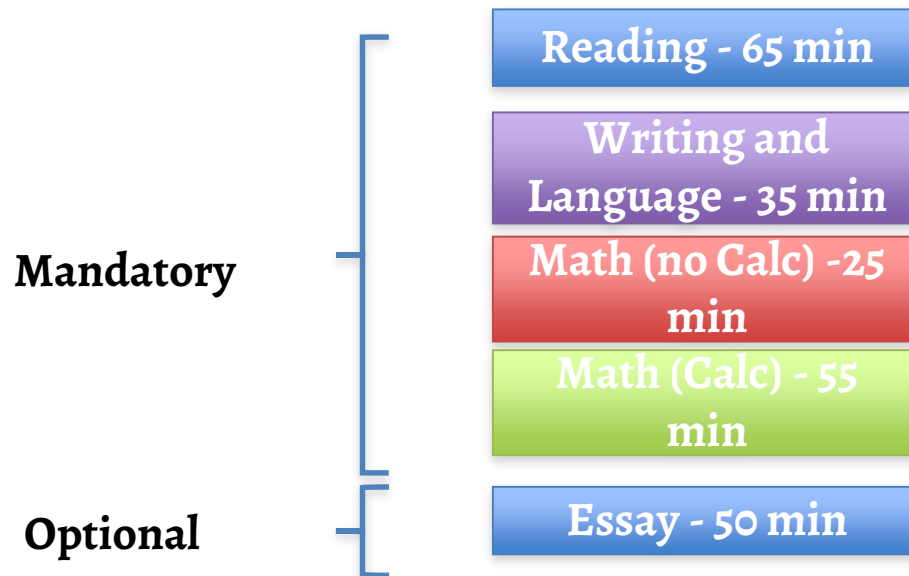 Reading - 65 min
Writing and
Language - 35 min
Mandatory
Math (no Calc) -25
min
Math (Calc) - 55
min
Optional
Essay - 50 min